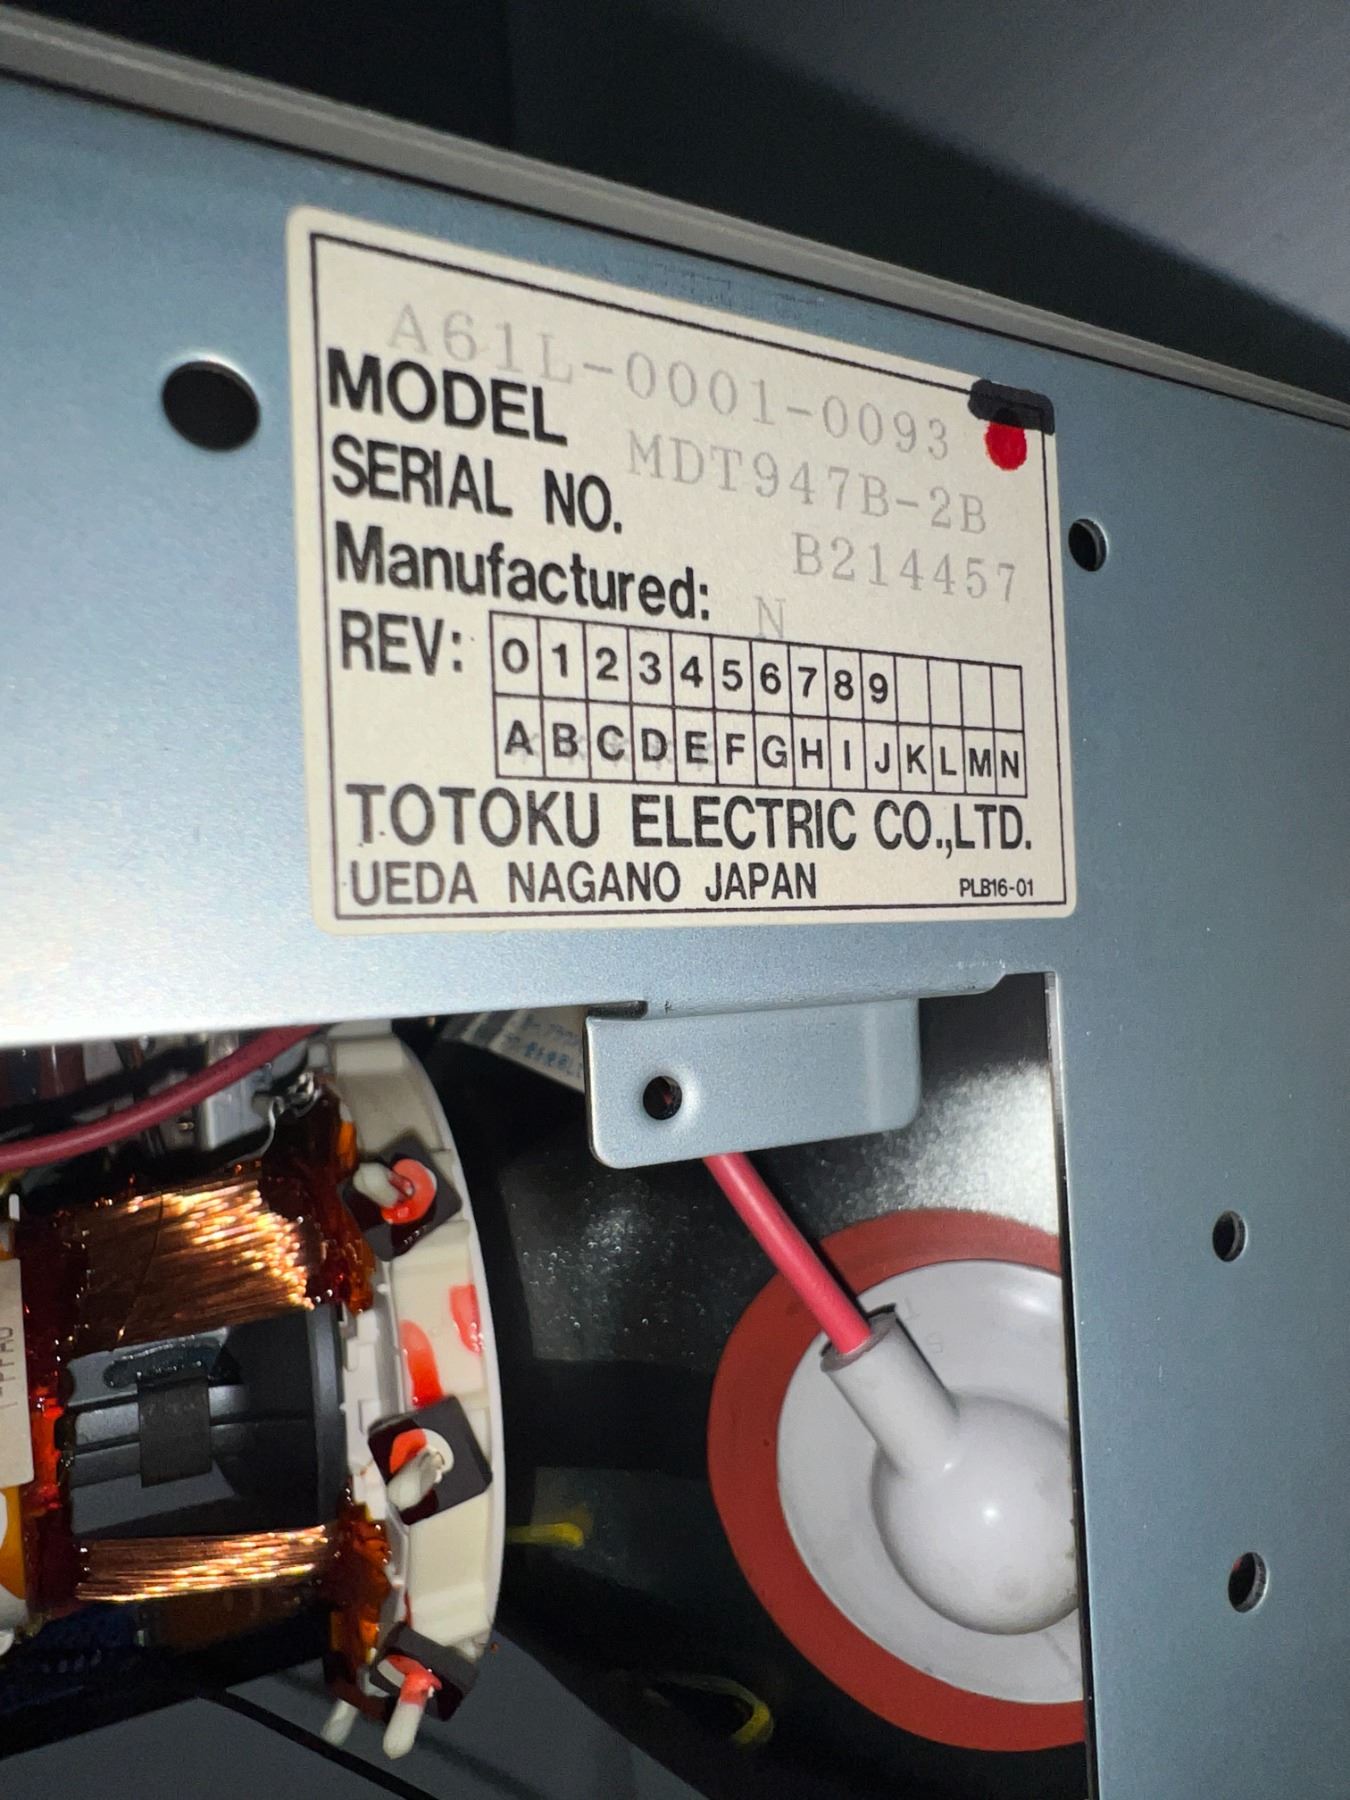 A61L-0001-0093
MODEL MDT947B-2B
SERIAL NO. B214457
Manufactured: N
REV: 0 1 2 3 4 5 6 7 8 9
A B C D E F G H I J K L M N
TOTOKU ELECTRIC CO.,LTD.
UEDA NAGANO JAPAN PLB16-01